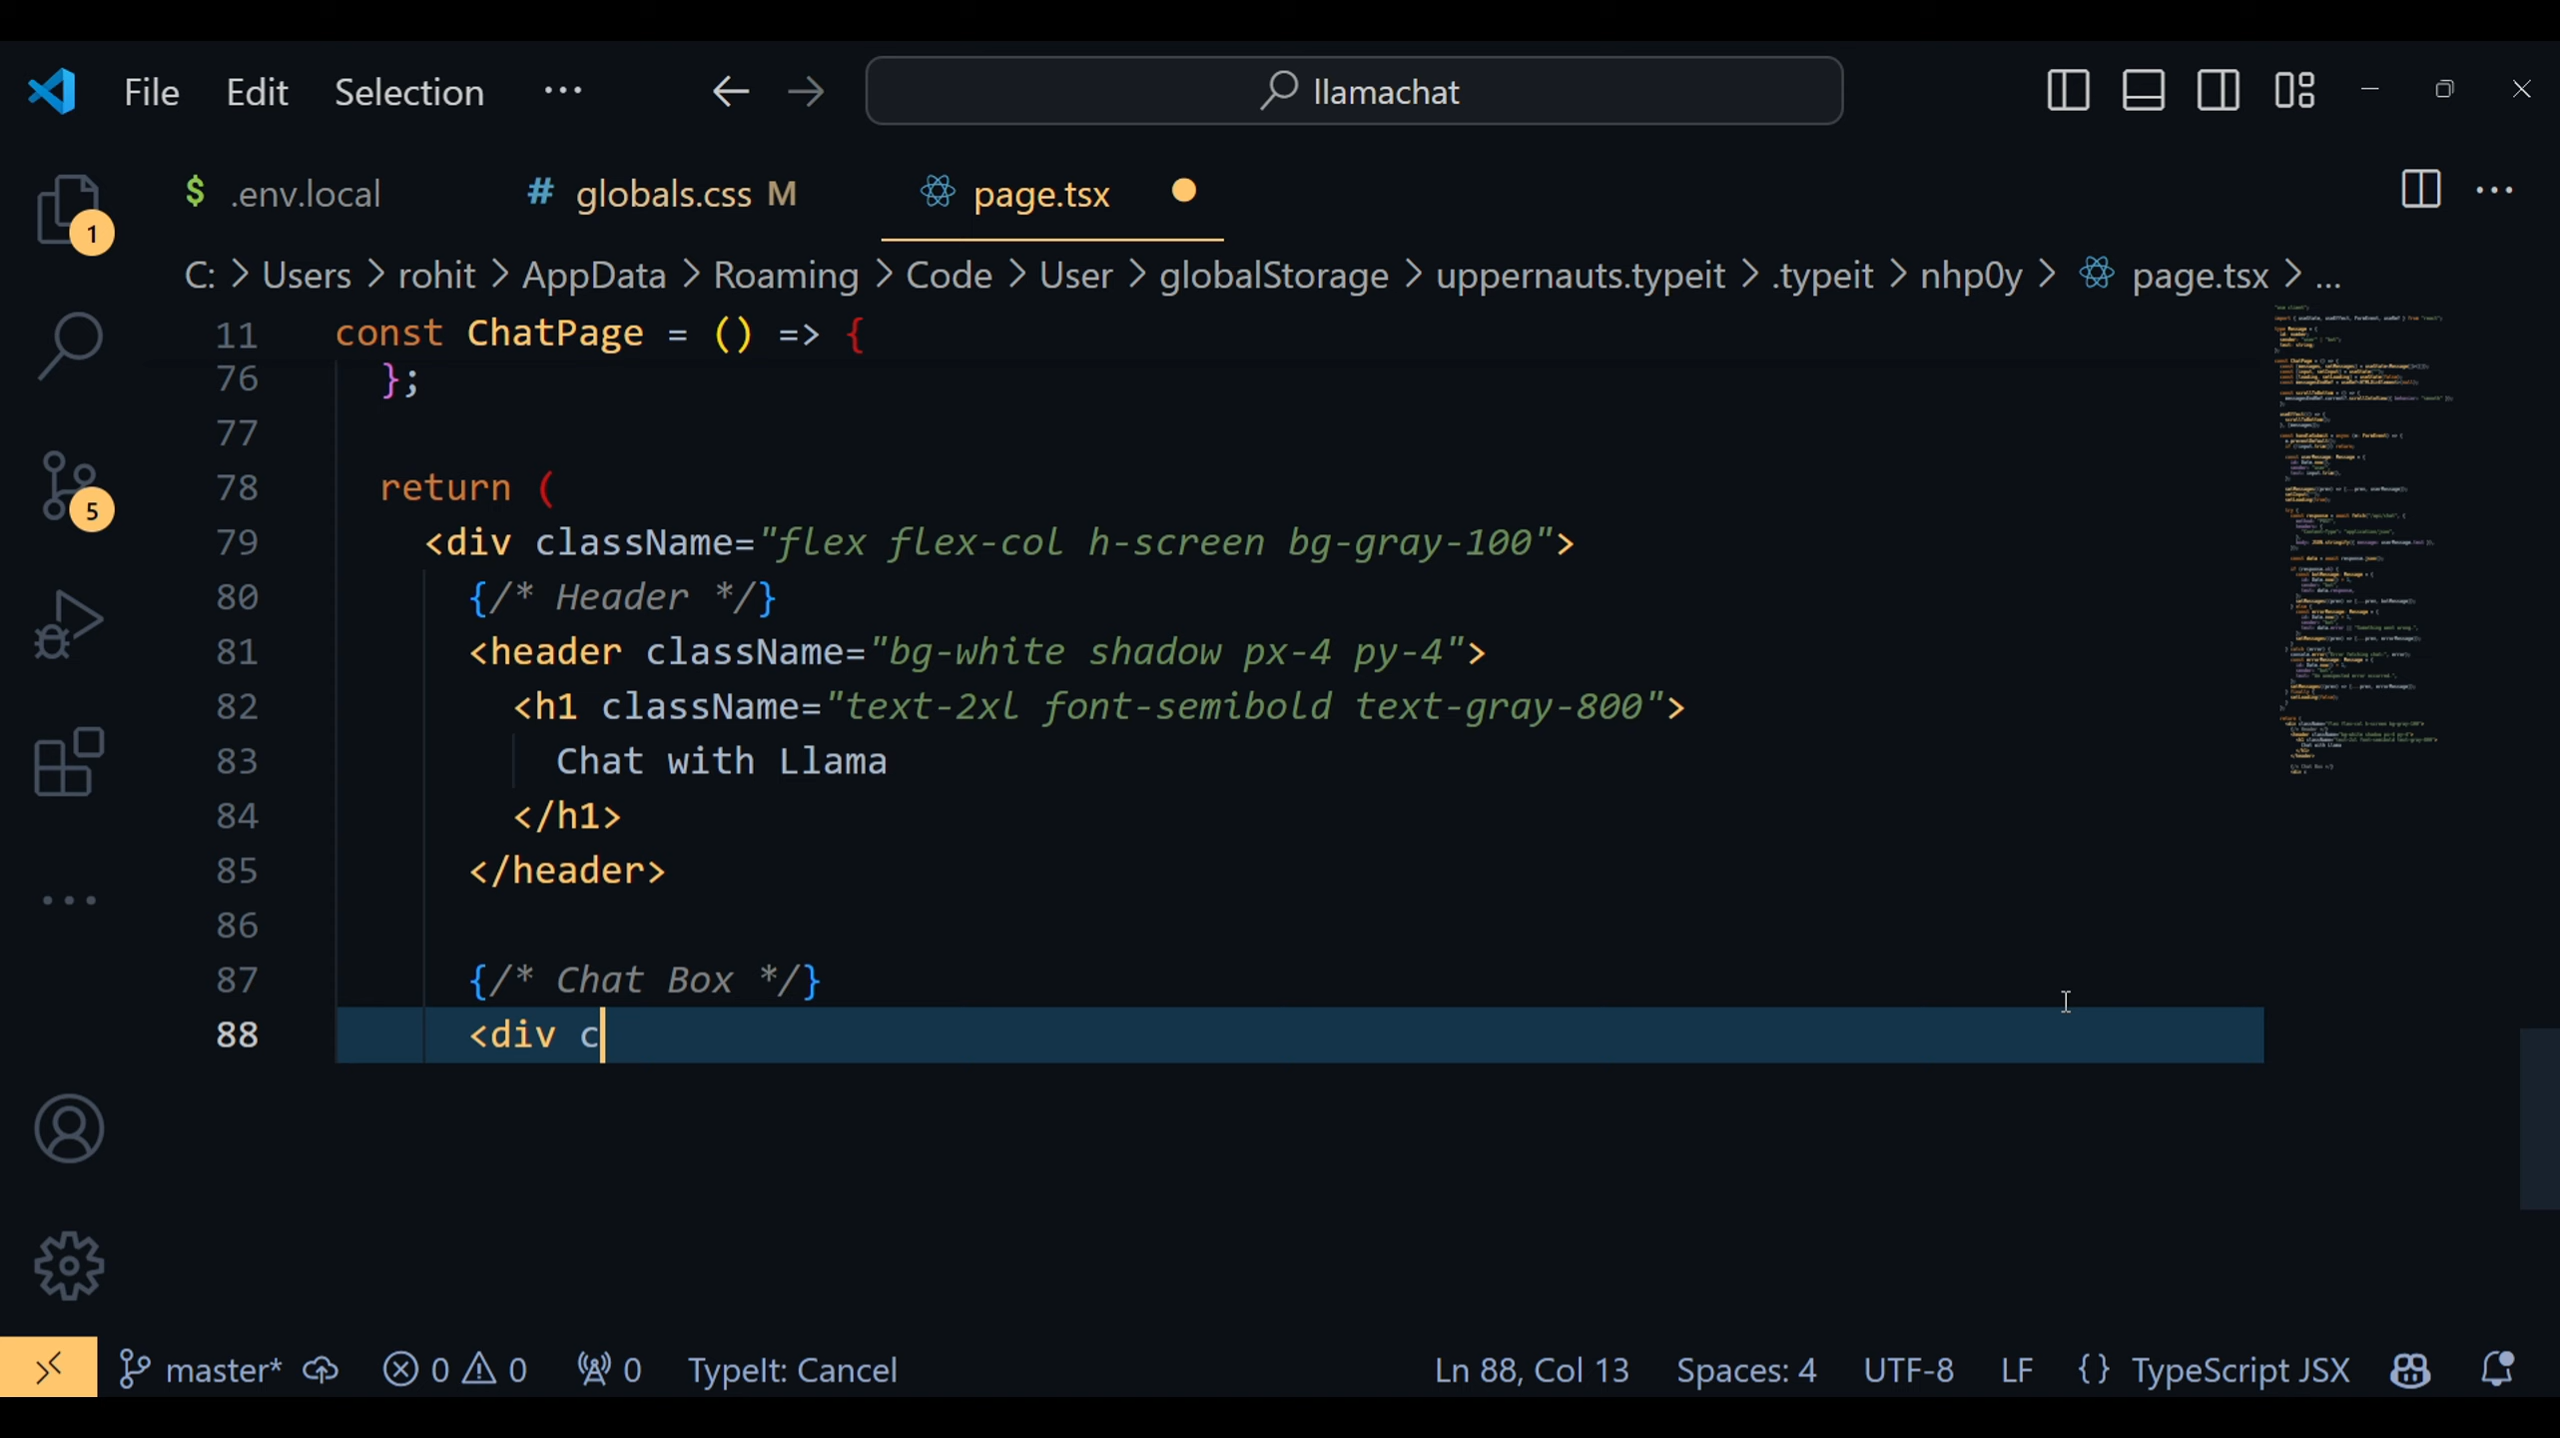 File Edit Selection ··· llamachat
$ .env.local # globals.css M page.tsx
C: > Users > rohit > AppData > Roaming > Code > User > globalStorage > uppernauts.typeit > .typeit > nhp0y > page.tsx > ...
11 const ChatPage = () => {
76 };
77
78 return (
79 <div className="flex flex-col h-screen bg-gray-100">
80 {/* Header */}
81 <header className="bg-white shadow px-4 py-4">
82 <h1 className="text-2xl font-semibold text-gray-800">
83 Chat with Llama
84 </h1>
85 </header>
86
87 {/* Chat Box */}
88 <div c
1
5
master* 0 0 0 TypeIt: Cancel Ln 88, Col 13 Spaces: 4 UTF-8 LF {} TypeScript JSX